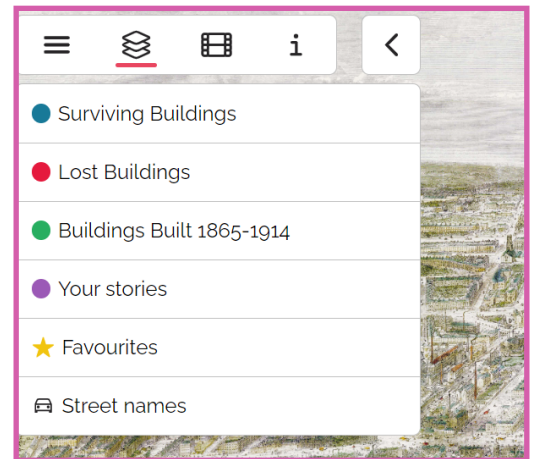 Surviving Buildings
Lost Buildings
Buildings Built 1865-1914
Your stories
Favourites
Street names